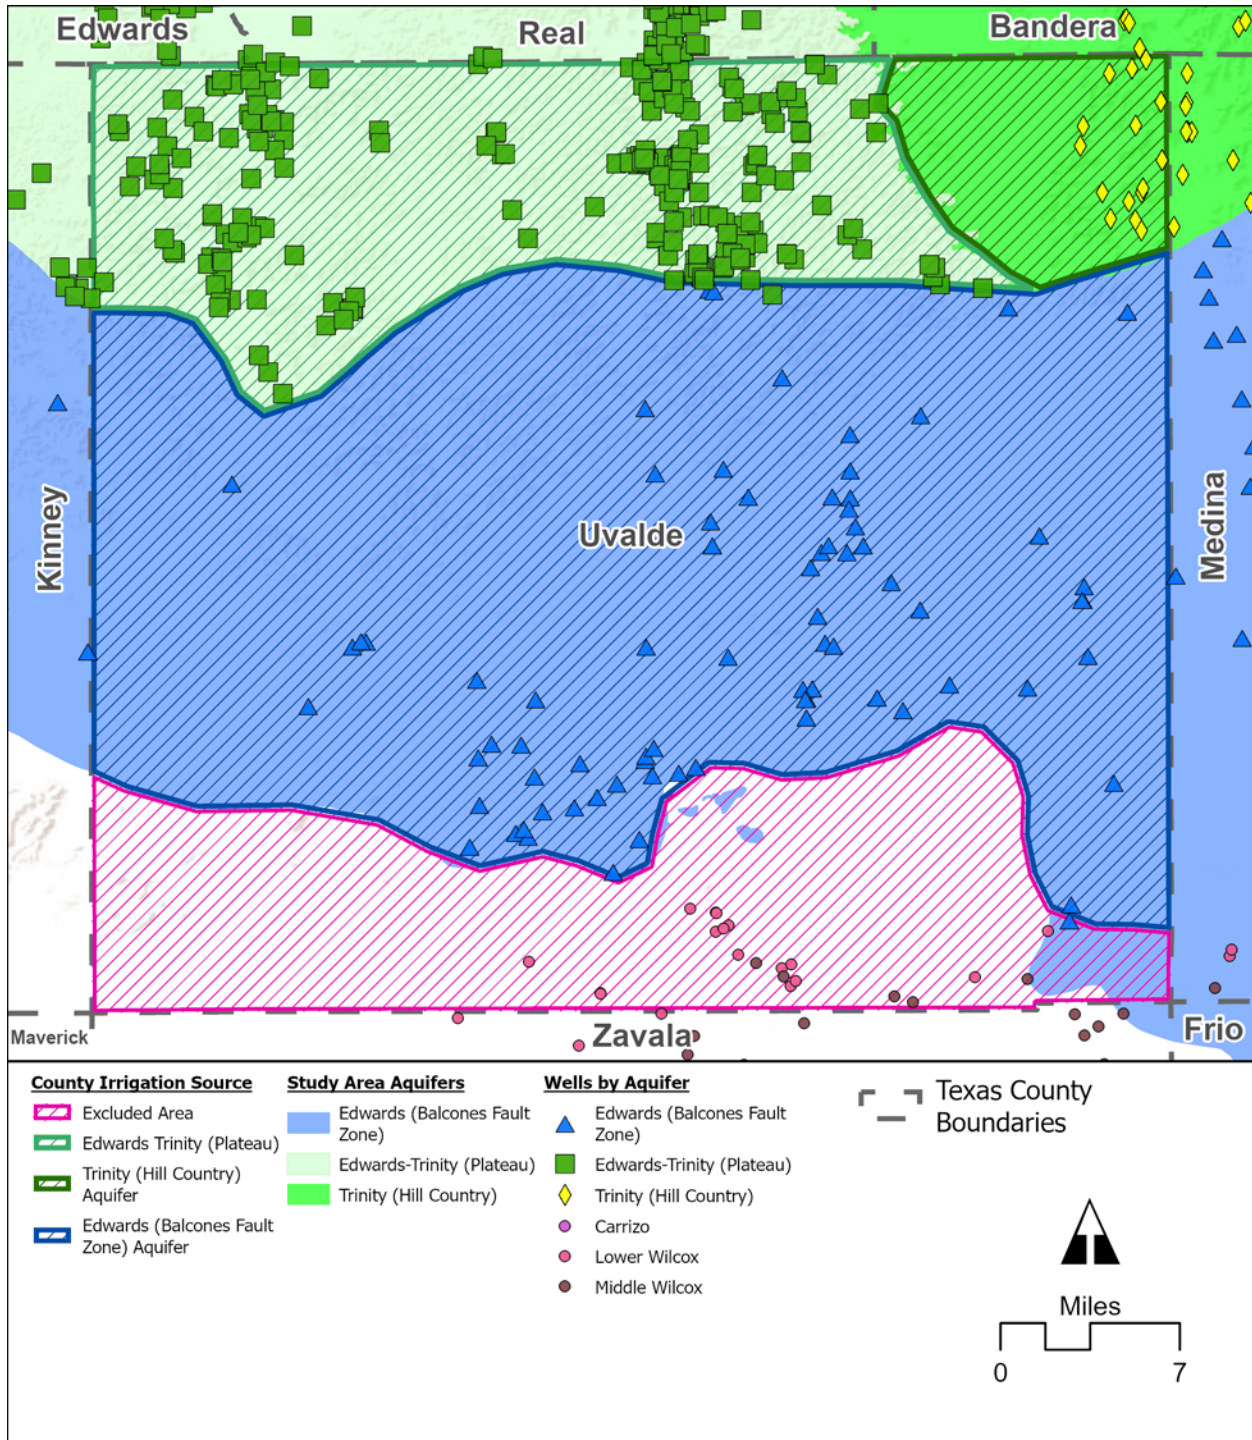 Edwards
Real
Bandera
Kinney
Uvalde
Medina
Maverick
Zavala
Frio
County Irrigation Source
Excluded Area
Edwards Trinity (Plateau)
Trinity (Hill Country)
Aquifer
Edwards (Balcones Fault
Zone) Aquifer
Study Area Aquifers
Edwards (Balcones Fault
Zone)
Edwards-Trinity (Plateau)
Trinity (Hill Country)
Wells by Aquifer
Edwards (Balcones Fault
Zone)
Edwards-Trinity (Plateau)
Trinity (Hill Country)
Carrizo
Lower Wilcox
Middle Wilcox
Texas County
Boundaries
Miles
0 7